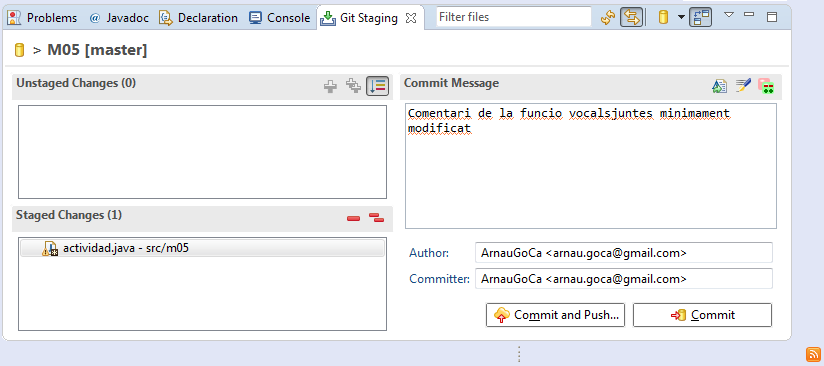 Problems @ Javadoc Declaration Console Git Staging Filter files
> M05 [master]
Unstaged Changes (0)
Commit Message
Comentari de la funcio vocalsjuntes minimament
modificat
Staged Changes (1)
actividad.java - src/m05
Author: ArnauGoCa <arnau.goca@gmail.com>
Committer: ArnauGoCa <arnau.goca@gmail.com>
Commit and Push... Commit